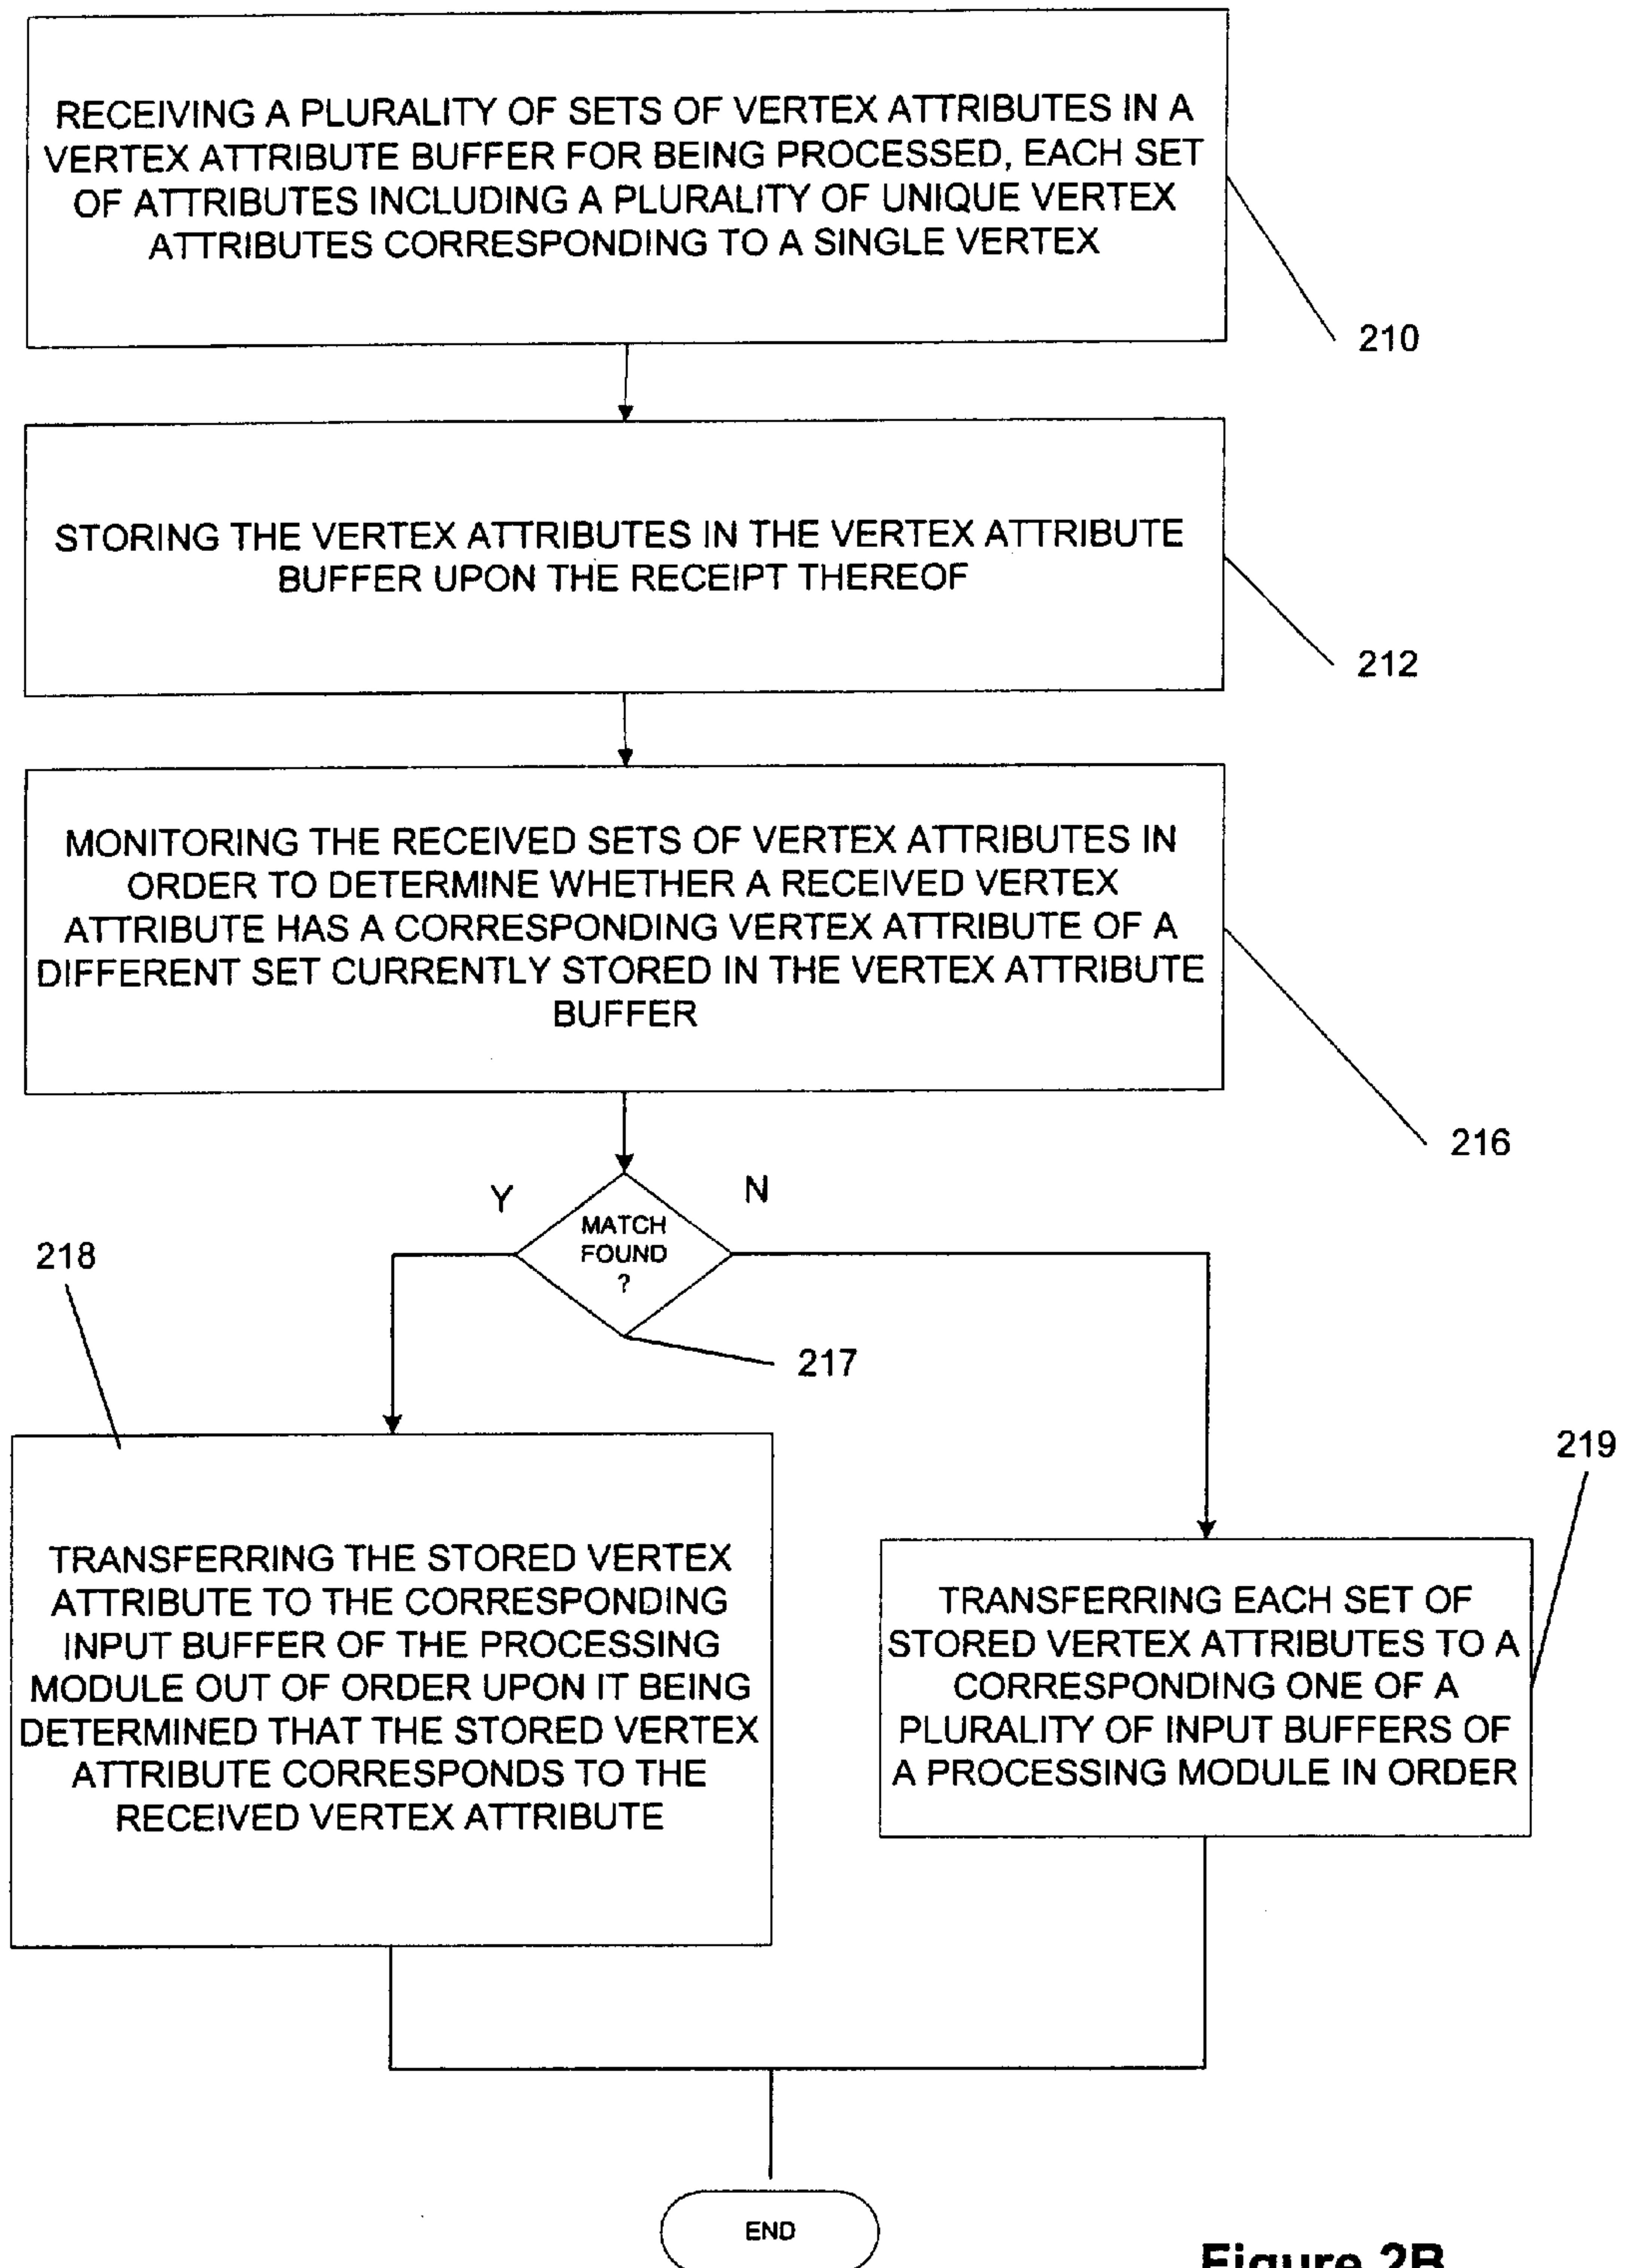 RECEIVING A PLURALITY OF SETS OF VERTEX ATTRIBUTES IN A
VERTEX ATTRIBUTE BUFFER FOR BEING PROCESSED, EACH SET
OF ATTRIBUTES INCLUDING A PLURALITY OF UNIQUE VERTEX
ATTRIBUTES CORRESPONDING TO A SINGLE VERTEX
210
STORING THE VERTEX ATTRIBUTES IN THE VERTEX ATTRIBUTE
BUFFER UPON THE RECEIPT THEREOF
212
MONITORING THE RECEIVED SETS OF VERTEX ATTRIBUTES IN
ORDER TO DETERMINE WHETHER A RECEIVED VERTEX
ATTRIBUTE HAS A CORRESPONDING VERTEX ATTRIBUTE OF A
DIFFERENT SET CURRENTLY STORED IN THE VERTEX ATTRIBUTE
BUFFER
216
Y
N
MATCH
FOUND
?
217
218
TRANSFERRING THE STORED VERTEX
ATTRIBUTE TO THE CORRESPONDING
INPUT BUFFER OF THE PROCESSING
MODULE OUT OF ORDER UPON IT BEING
DETERMINED THAT THE STORED VERTEX
ATTRIBUTE CORRESPONDS TO THE
RECEIVED VERTEX ATTRIBUTE
219
TRANSFERRING EACH SET OF
STORED VERTEX ATTRIBUTES TO A
CORRESPONDING ONE OF A
PLURALITY OF INPUT BUFFERS OF
A PROCESSING MODULE IN ORDER
END
Figure 2B